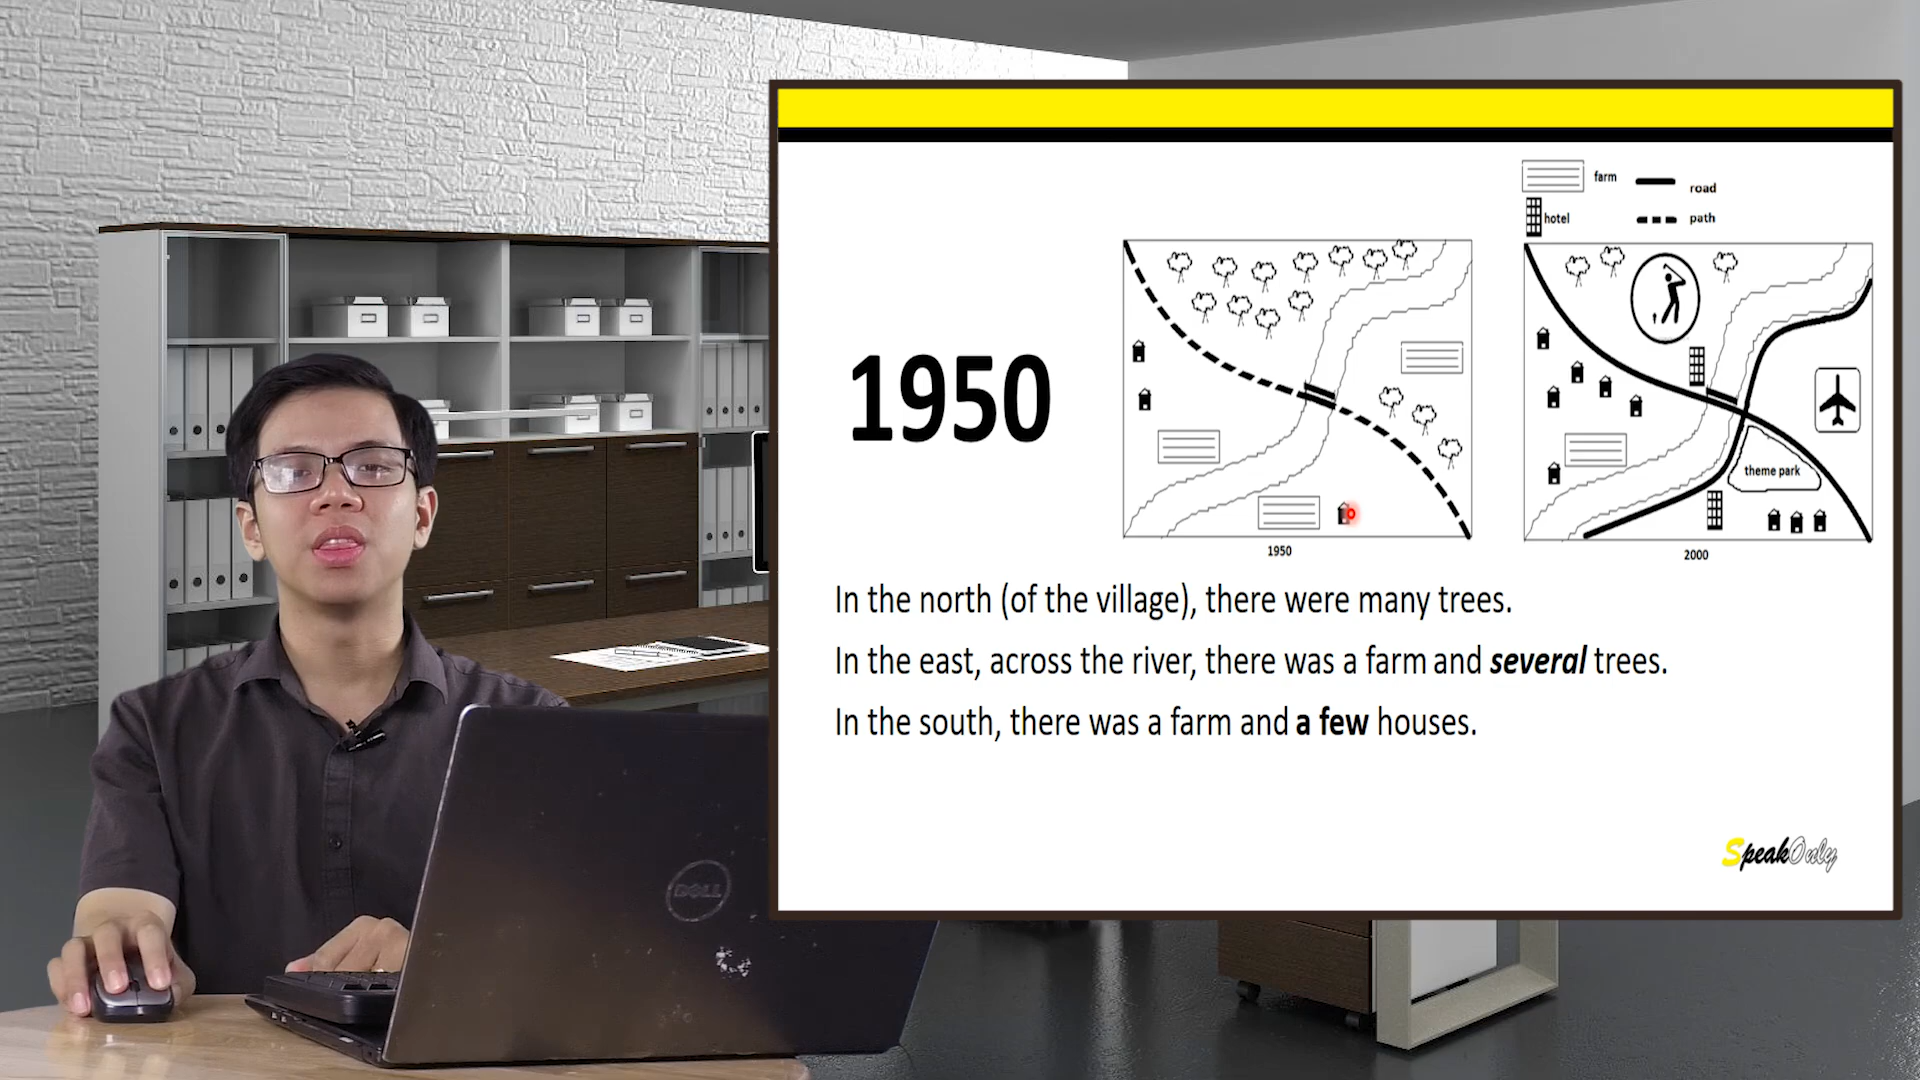 farm
road
hotel
path
1950
theme park
1950
2000
In the north (of the village), there were many trees.
In the east, across the river, there was a farm and several trees.
In the south, there was a farm and a few houses.
SpeakOnly
DELL